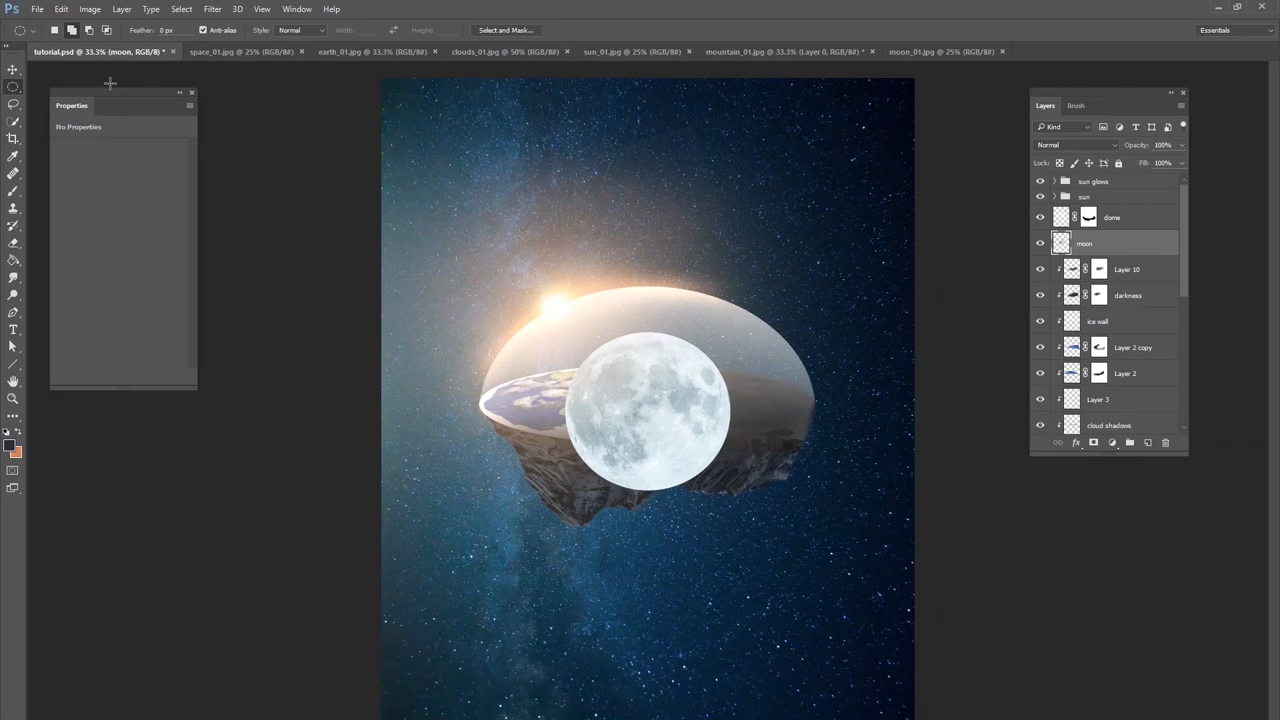 Ps File Edit Image Layer Type Select Filter 3D View Window Help
Feather: 0 px Anti-alias Style: Normal Width: Height: Select and Mask... Essentials
tutorial.psd @ 33.3% (moon, RGB/8) * × space_01.jpg @ 25% (RGB/8#) × earth_01.jpg @ 33.3% (RGB/8#) × clouds_01.jpg @ 50% (RGB/8#) × sun_01.jpg @ 25% (RGB/8#) × mountain_01.jpg @ 33.3% (Layer 0, RGB/8#) * × moon_01.jpg @ 25% (RGB/8#) ×
Properties
No Properties
Layers Brush
Kind
Normal Opacity: 100%
Lock: Fill: 100%
sun glows
sun
dome
moon
Layer 10
darkness
ice wall
Layer 2 copy
Layer 2
Layer 3
cloud shadows
fx